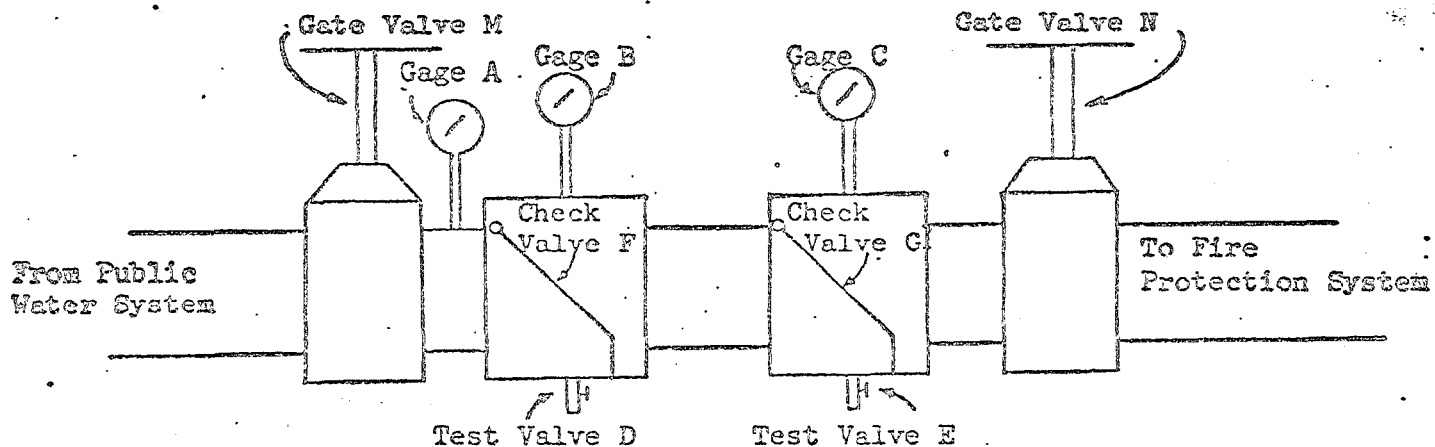 Gate Valve M
Gate Valve N
Gage A
Gage B
Gage C
Check
Valve F
Check
Valve G
From Public
Water System
To Fire
Protection System
Test Valve D
Test Valve E